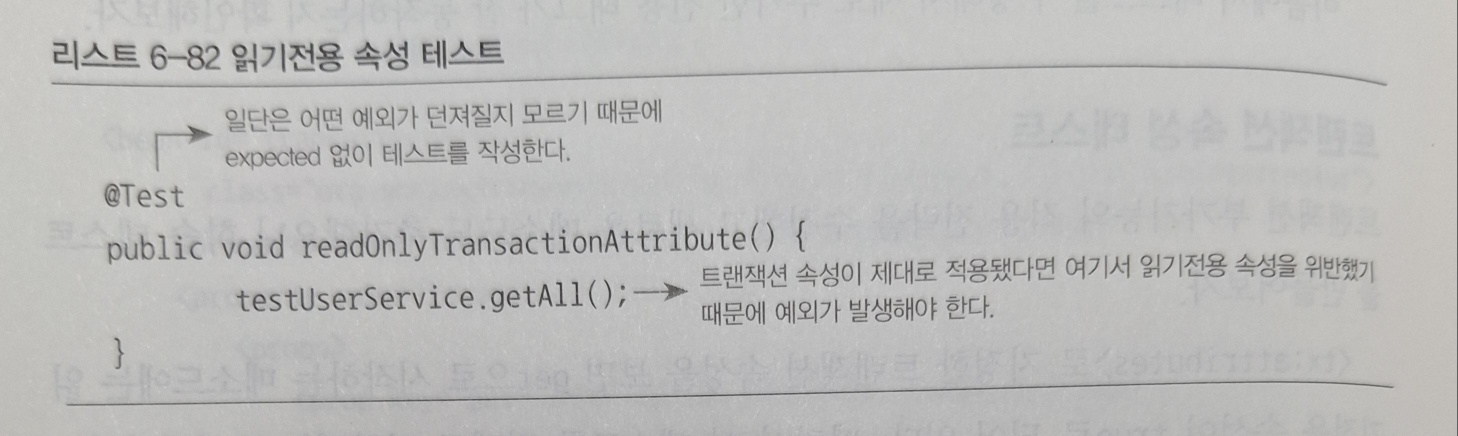 리스트 6-82 읽기전용 속성 테스트
일단은 어떤 예외가 던져질지 모르기 때문에
expected 없이 테스트를 작성한다.
@Test
public void readOnlyTransactionAttribute() {
testUserService.getAll();
트랜잭션 속성이 제대로 적용됐다면 여기서 읽기전용 속성을 위반했기
때문에 예외가 발생해야 한다.
}